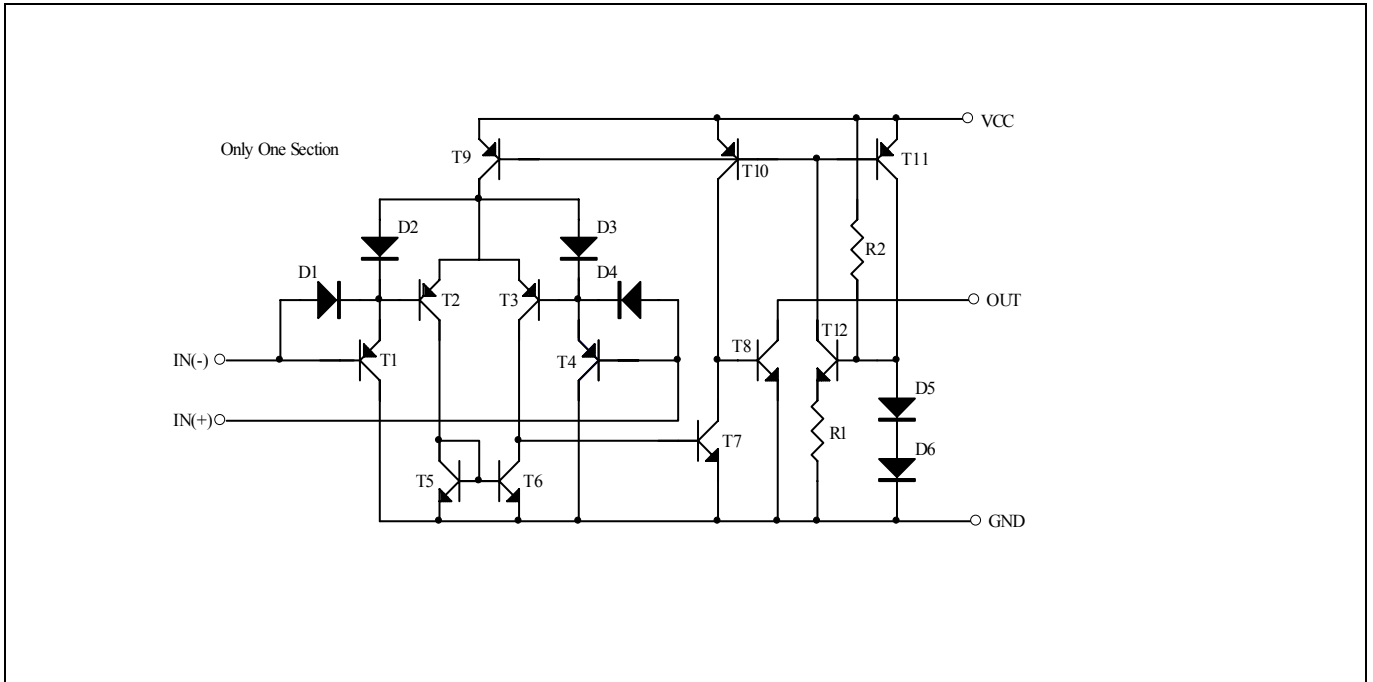 VCC
Only One Section
T9
T10
T11
D2
D3
R2
D1
D4
T2
T3
OUT
T12
T8
IN(-)
T1
T4
D5
IN(+)
R1
T7
D6
T5
T6
GND